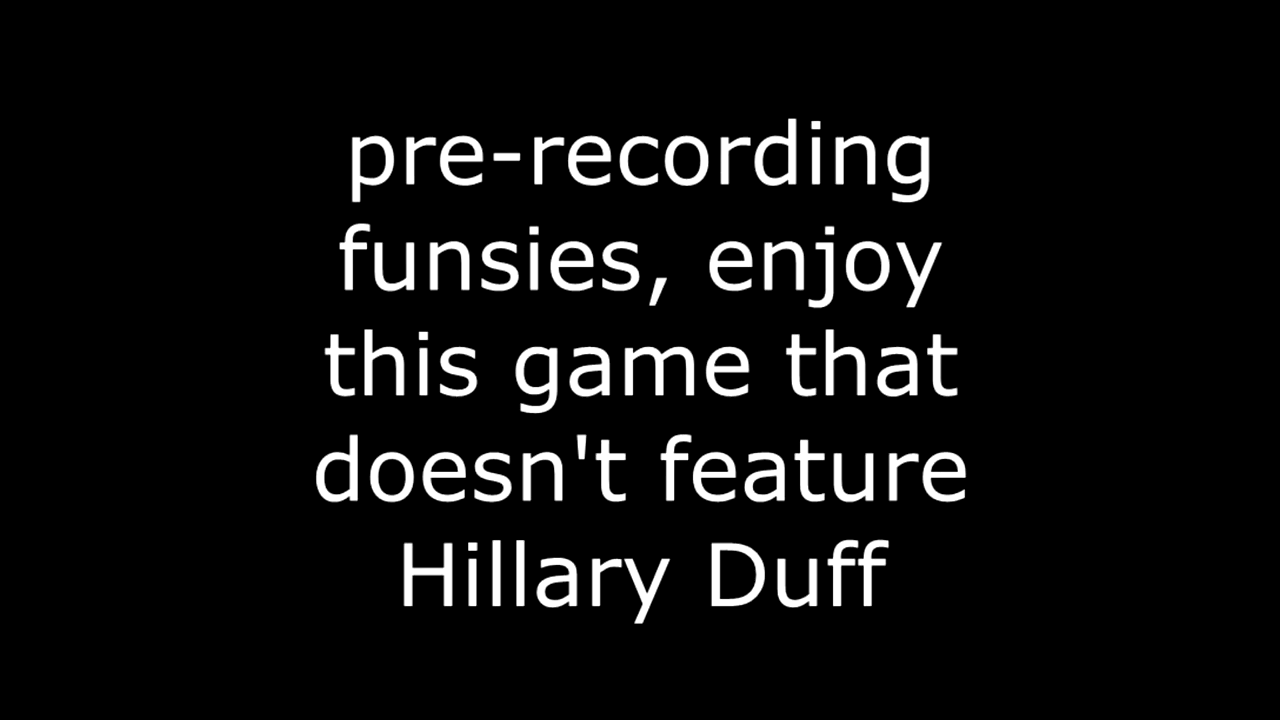 pre-recording
funsies, enjoy
this game that
doesn't feature
Hillary Duff